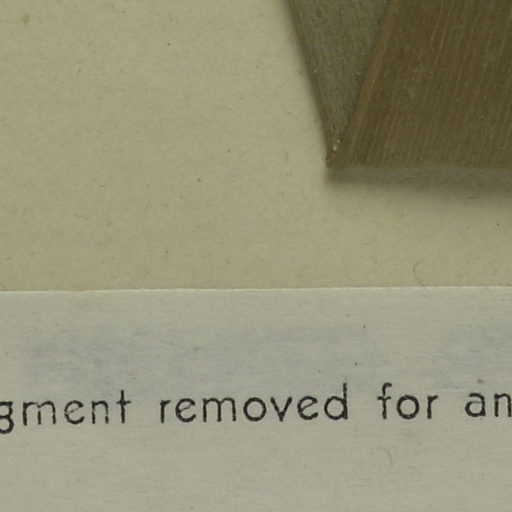 gment removed for an